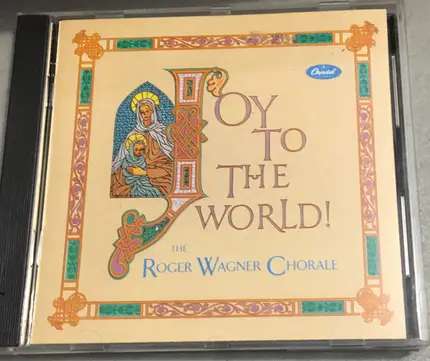 Capitol
JOY
TO
THE
WORLD!
THE
ROGER WAGNER CHORALE